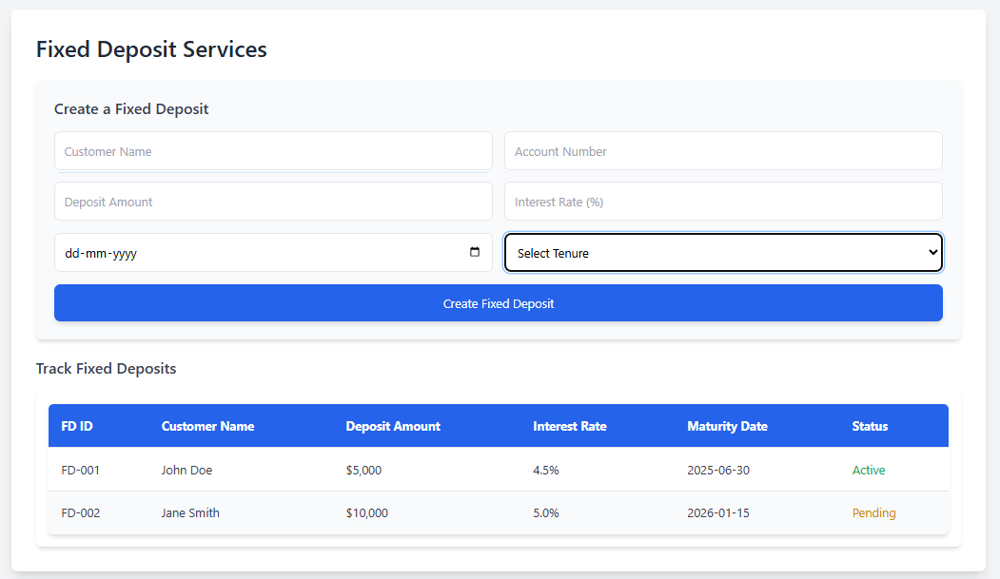 Fixed Deposit Services
Create a Fixed Deposit
Customer Name Account Number
Deposit Amount Interest Rate (%)
dd-mm-yyyy Select Tenure
Create Fixed Deposit
Track Fixed Deposits
FD ID Customer Name Deposit Amount Interest Rate Maturity Date Status
FD-001 John Doe $5,000 4.5% 2025-06-30 Active
FD-002 Jane Smith $10,000 5.0% 2026-01-15 Pending